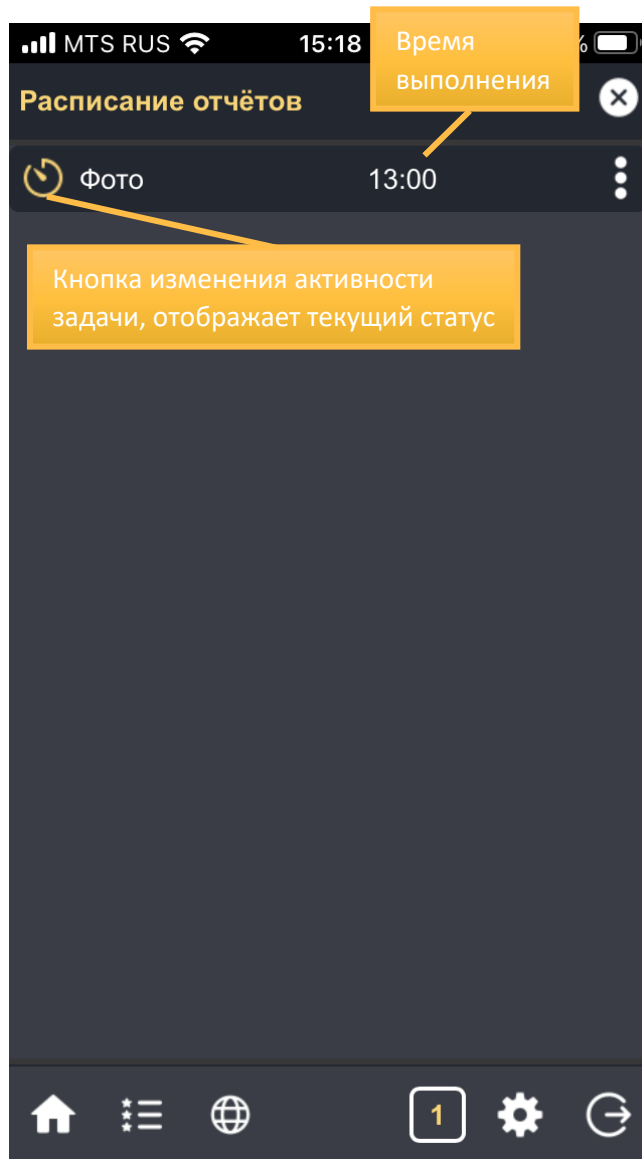 MTS RUS 15:18 %
Время
выполнения
Расписание отчётов
Фото 13:00
Кнопка изменения активности
задачи, отображает текущий статус
1